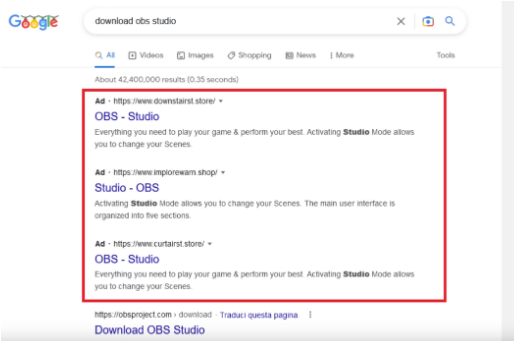 Google
download obs studio
All Videos Images Shopping News More Tools
About 42,400,000 results (0.35 seconds)
Ad · https://www.downstairst.store/
OBS - Studio
Everything you need to play your game & perform your best. Activating Studio Mode allows
you to change your Scenes.
Ad · https://www.implorewam.shop/
Studio - OBS
Activating Studio Mode allows you to change your Scenes. The main user interface is
organized into five sections.
Ad · https://www.curtairst.store/
OBS - Studio
Everything you need to play your game & perform your best. Activating Studio Mode allows
you to change your Scenes.
https://obsproject.com › download · Traduci questa pagina
Download OBS Studio